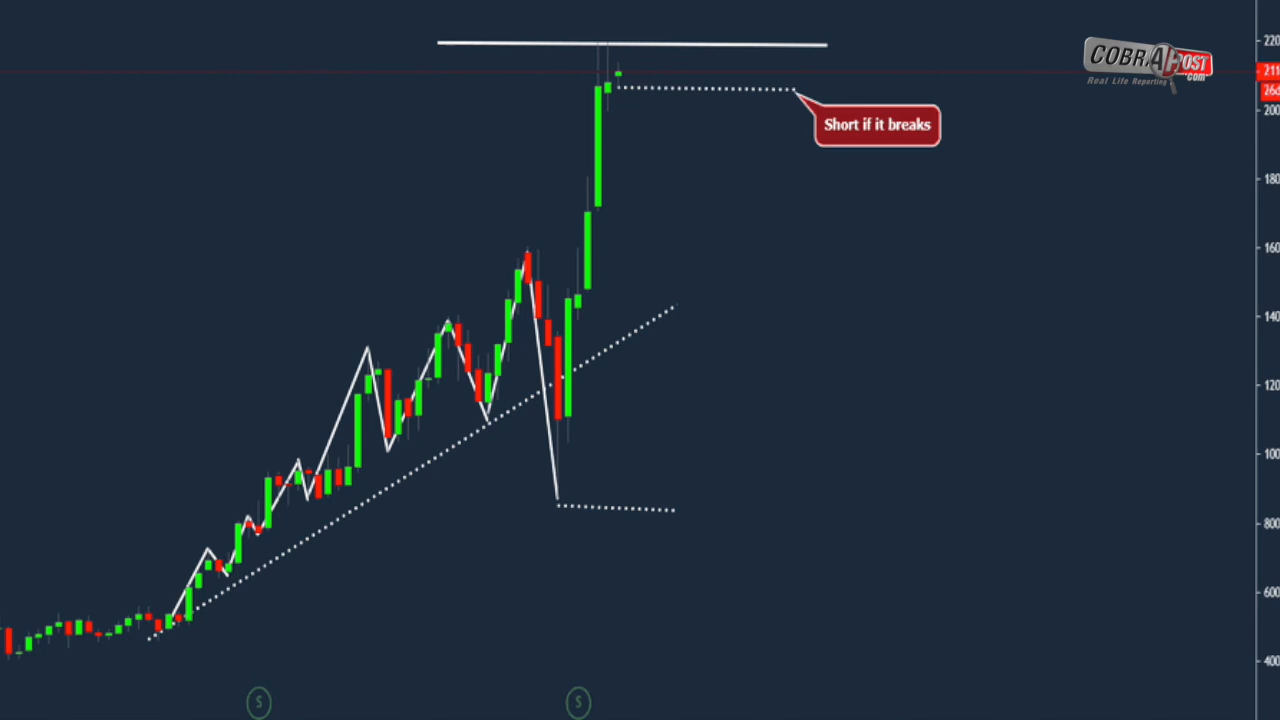 COBRAPOST
.com
Real Life Reporting
Short if it breaks
220
211
26d
200
180
160
140
120
100
800
600
400
S
S